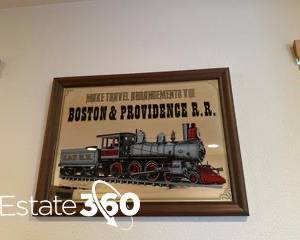 MAKE TRAVEL ARRANGEMENTS VIA
BOSTON & PROVIDENCE R.R.
Estate360